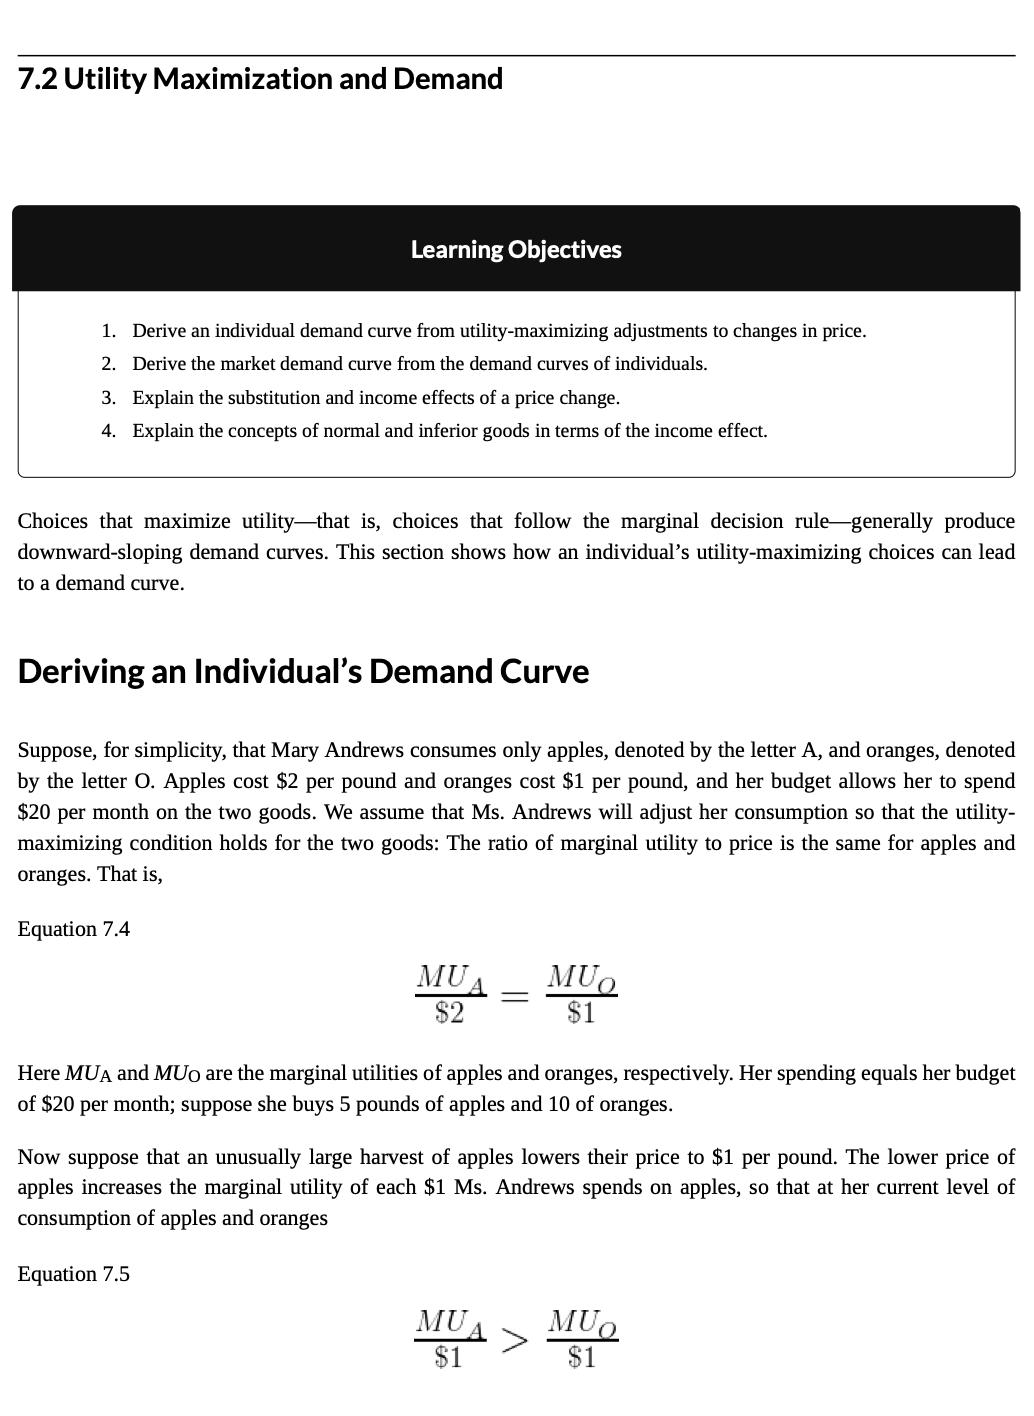 7.2 Utility Maximization and Demand
Learning Objectives
1. Derive an individual demand curve from utility-maximizing adjustments to changes in price.
2. Derive the market demand curve from the demand curves of individuals.
3. Explain the substitution and income effects of a price change.
4. Explain the concepts of normal and inferior goods in terms of the income effect.
Choices that maximize utility—that is, choices that follow the marginal decision rule—generally produce
downward-sloping demand curves. This section shows how an individual’s utility-maximizing choices can lead
to a demand curve.
Deriving an Individual’s Demand Curve
Suppose, for simplicity, that Mary Andrews consumes only apples, denoted by the letter A, and oranges, denoted
by the letter O. Apples cost $2 per pound and oranges cost $1 per pound, and her budget allows her to spend
$20 per month on the two goods. We assume that Ms. Andrews will adjust her consumption so that the utility-
maximizing condition holds for the two goods: The ratio of marginal utility to price is the same for apples and
oranges. That is,
Equation 7.4
MU_A/$2 = MU_O/$1
Here MUA and MUO are the marginal utilities of apples and oranges, respectively. Her spending equals her budget
of $20 per month; suppose she buys 5 pounds of apples and 10 of oranges.
Now suppose that an unusually large harvest of apples lowers their price to $1 per pound. The lower price of
apples increases the marginal utility of each $1 Ms. Andrews spends on apples, so that at her current level of
consumption of apples and oranges
Equation 7.5
MU_A/$1 > MU_O/$1